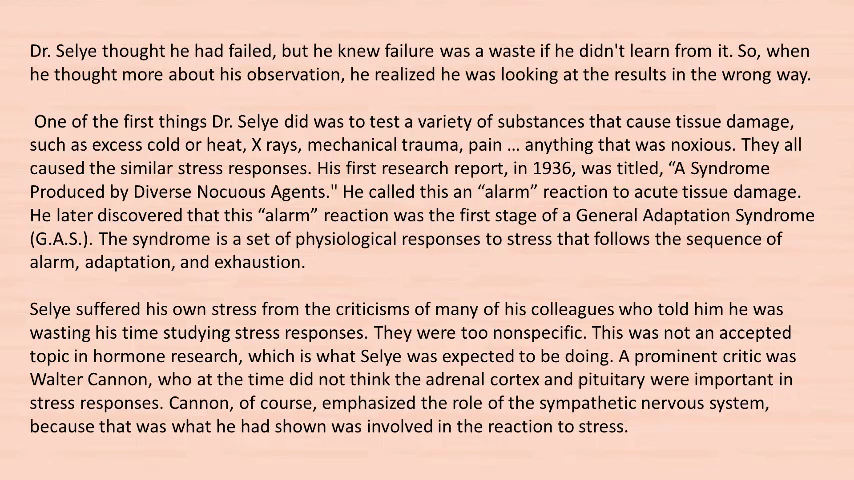 Dr. Selye thought he had failed, but he knew failure was a waste if he didn't learn from it. So, when
he thought more about his observation, he realized he was looking at the results in the wrong way.
One of the first things Dr. Selye did was to test a variety of substances that cause tissue damage,
such as excess cold or heat, X rays, mechanical trauma, pain … anything that was noxious. They all
caused the similar stress responses. His first research report, in 1936, was titled, “A Syndrome
Produced by Diverse Nocuous Agents." He called this an “alarm” reaction to acute tissue damage.
He later discovered that this “alarm” reaction was the first stage of a General Adaptation Syndrome
(G.A.S.). The syndrome is a set of physiological responses to stress that follows the sequence of
alarm, adaptation, and exhaustion.
Selye suffered his own stress from the criticisms of many of his colleagues who told him he was
wasting his time studying stress responses. They were too nonspecific. This was not an accepted
topic in hormone research, which is what Selye was expected to be doing. A prominent critic was
Walter Cannon, who at the time did not think the adrenal cortex and pituitary were important in
stress responses. Cannon, of course, emphasized the role of the sympathetic nervous system,
because that was what he had shown was involved in the reaction to stress.